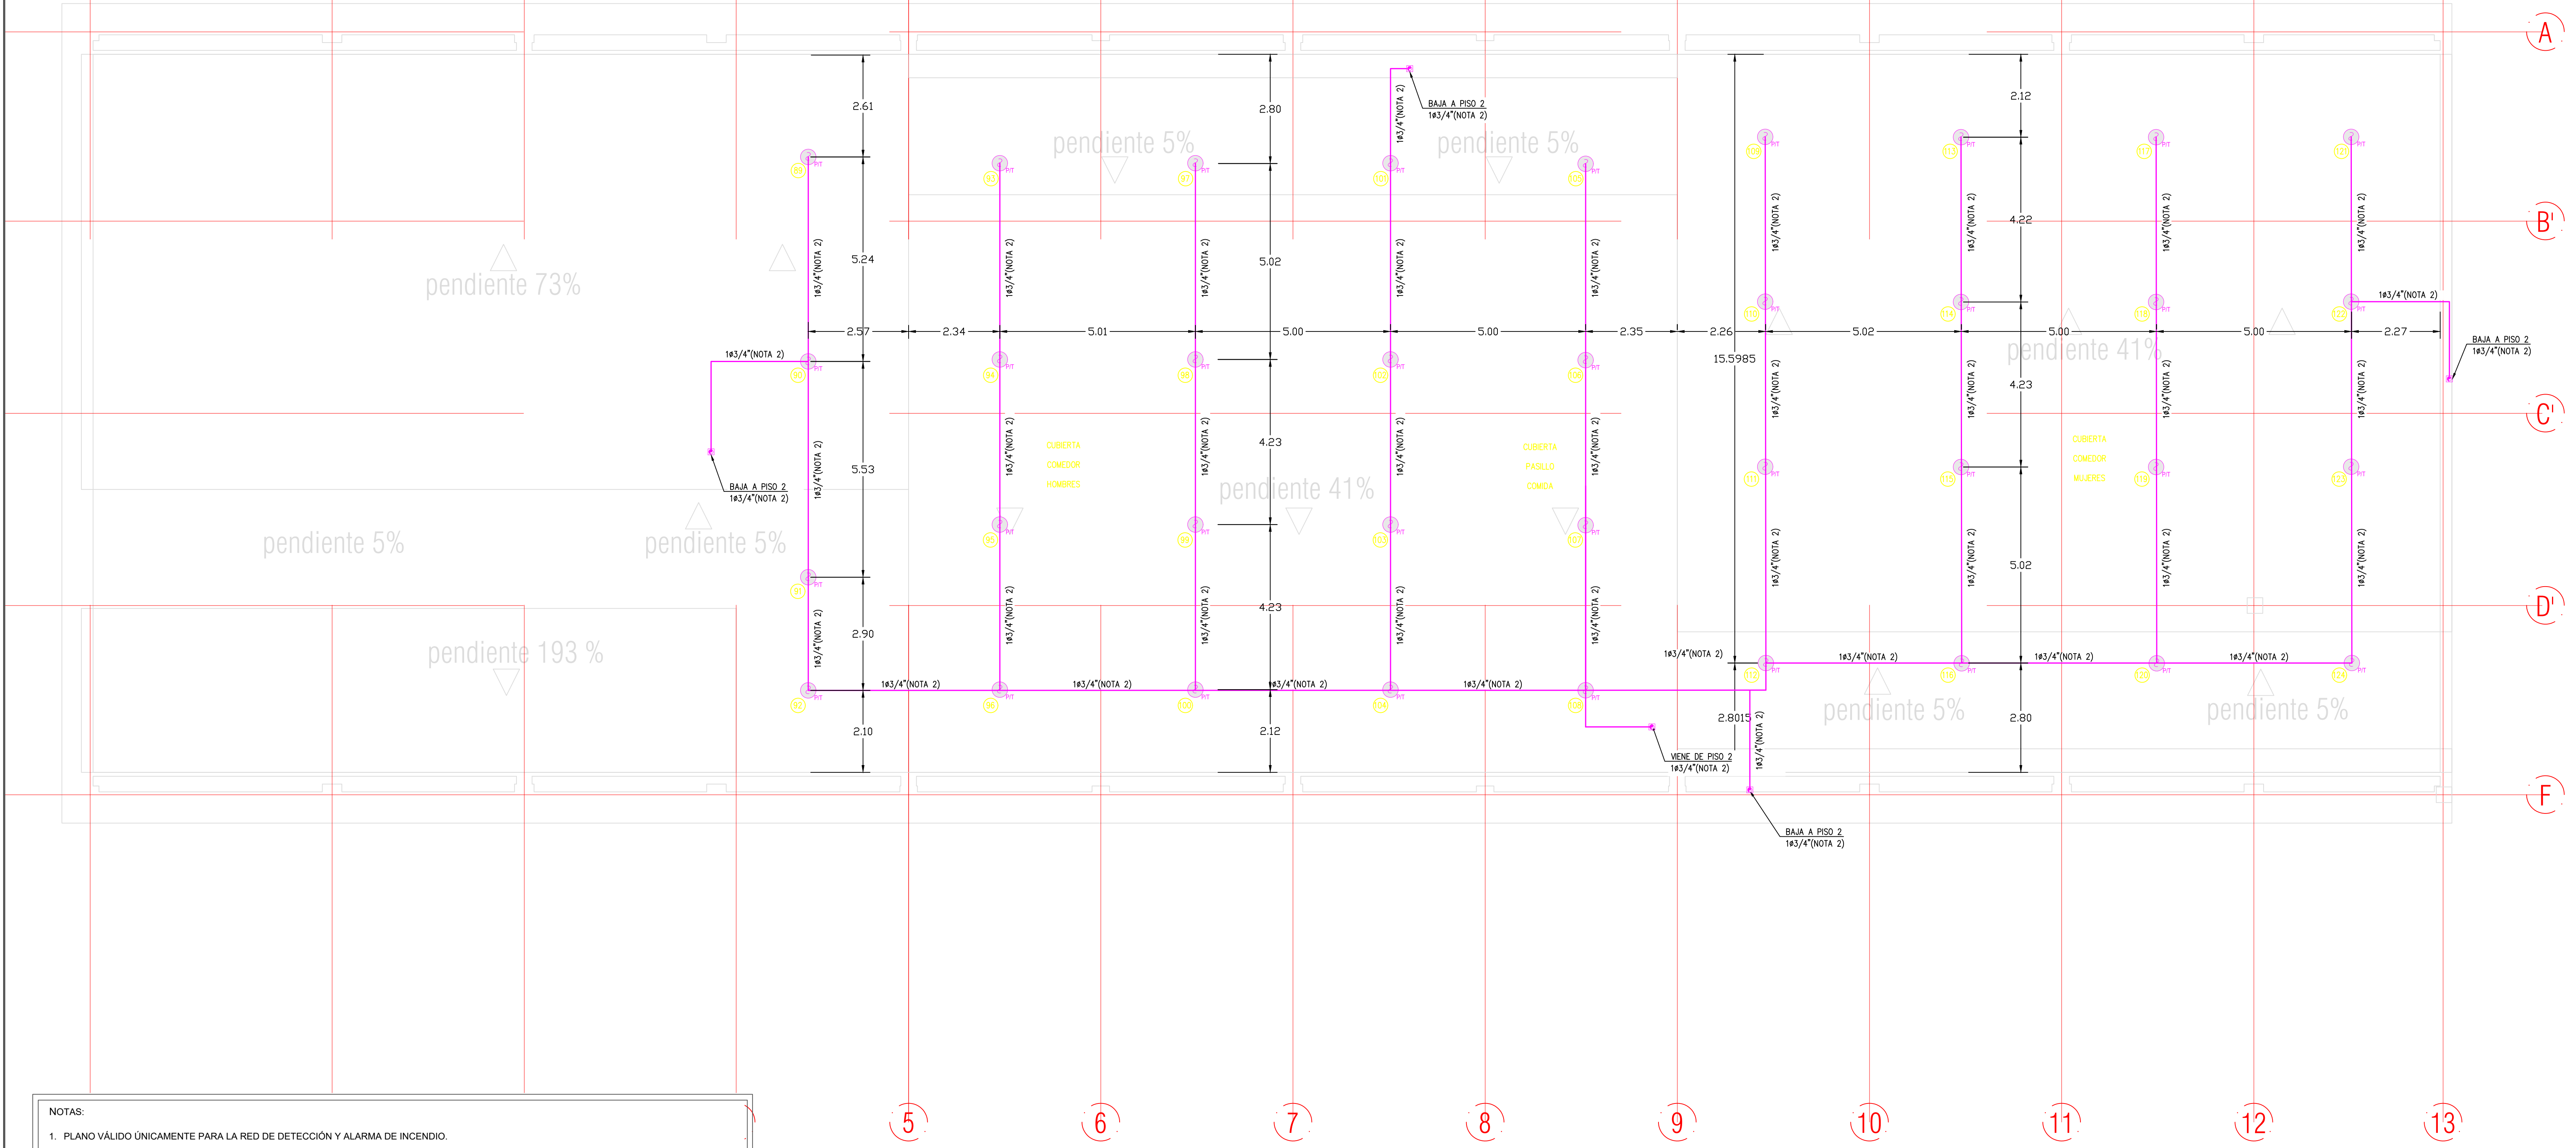 A
B'
C'
D'
F
2.61
5.24
5.53
2.90
2.10
2.80
5.02
4.23
4.23
2.12
15.5985
2.8015
2.12
4.22
4.23
5.02
2.80
2.57
2.34
5.01
5.00
5.00
2.35
2.26
5.02
5.00
5.00
2.27
pendiente 5%
pendiente 5%
pendiente 73%
pendiente 41%
pendiente 41%
pendiente 5%
pendiente 5%
pendiente 193 %
pendiente 5%
pendiente 5%
BAJA A PISO 2
1ø3/4"(NOTA 2)
BAJA A PISO 2
1ø3/4"(NOTA 2)
BAJA A PISO 2
1ø3/4"(NOTA 2)
VIENE DE PISO 2
1ø3/4"(NOTA 2)
BAJA A PISO 2
1ø3/4"(NOTA 2)
CUBIERTA
COMEDOR
HOMBRES
CUBIERTA
PASILLO
COMIDA
CUBIERTA
COMEDOR
MUJERES
1ø3/4"(NOTA 2)
1ø3/4"(NOTA 2)
1ø3/4"(NOTA 2)
1ø3/4"(NOTA 2)
1ø3/4"(NOTA 2)
1ø3/4"(NOTA 2)
1ø3/4"(NOTA 2)
1ø3/4"(NOTA 2)
1ø3/4"(NOTA 2)
1ø3/4"(NOTA 2)
NOTAS:
1. PLANO VÁLIDO ÚNICAMENTE PARA LA RED DE DETECCIÓN Y ALARMA DE INCENDIO.
5
6
7
8
9
10
11
12
13